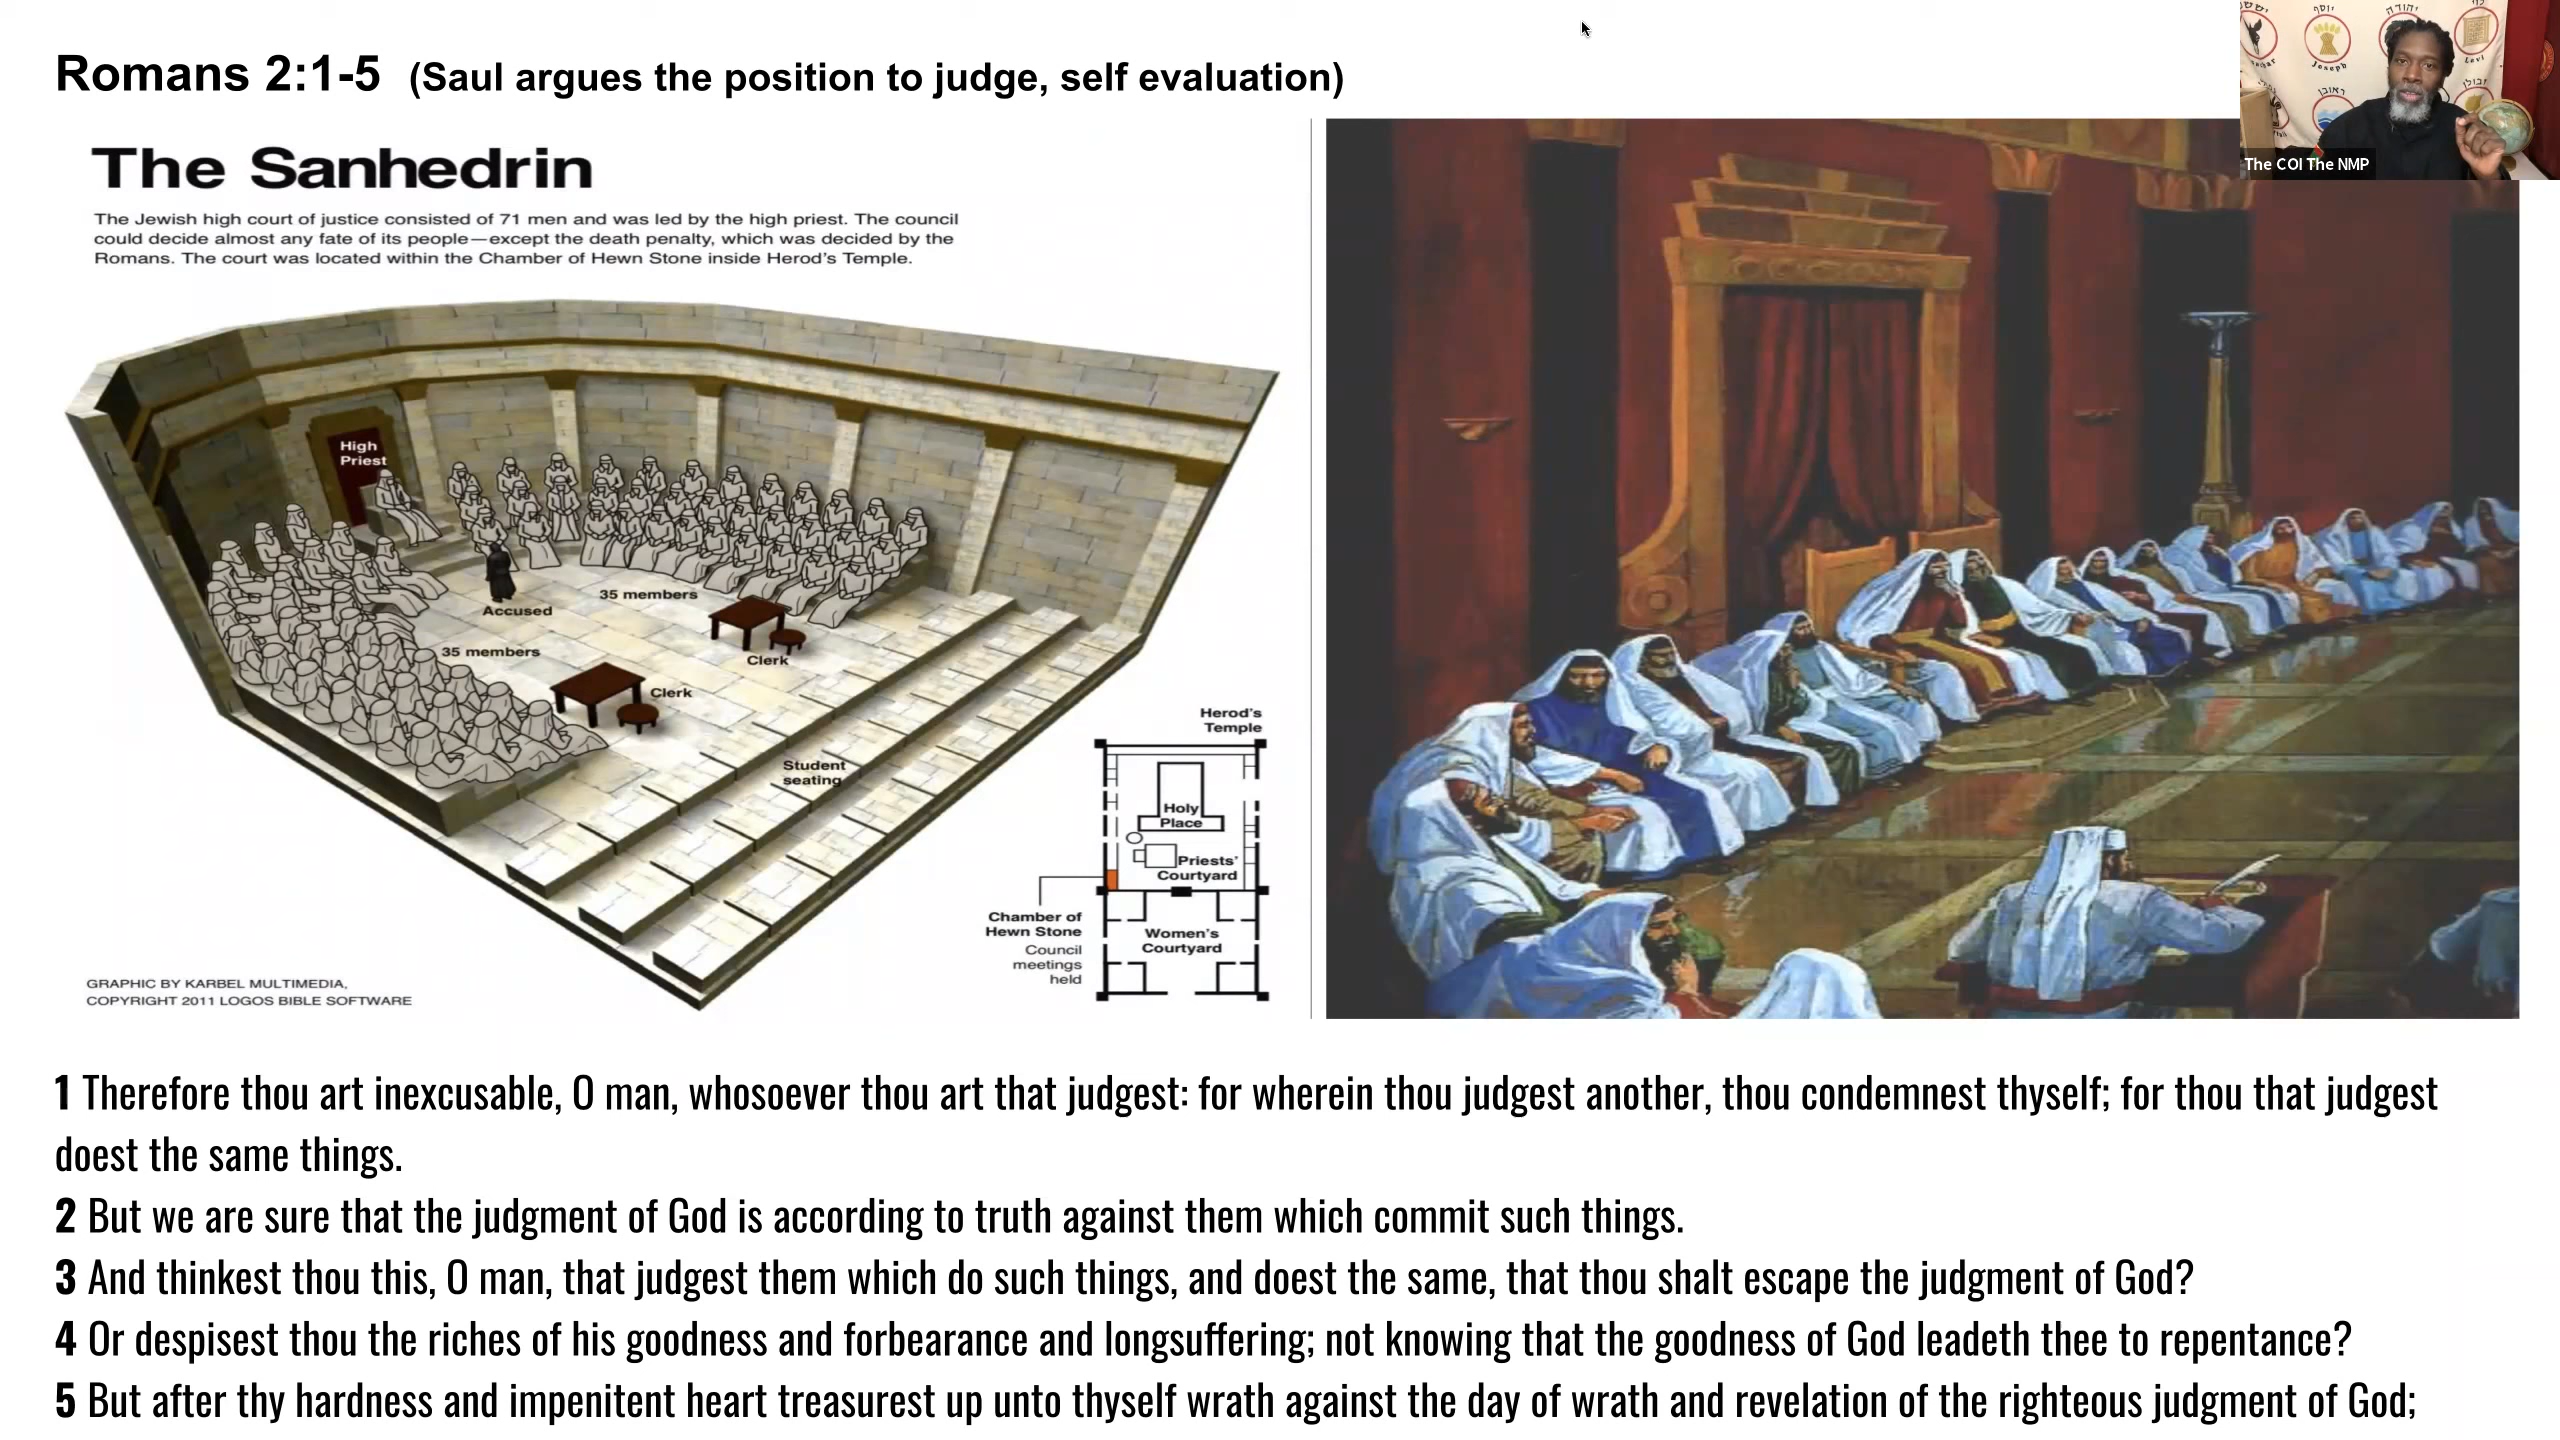 Romans 2:1-5 (Saul argues the position to judge, self evaluation)
The Sanhedrin
The Jewish high court of justice consisted of 71 men and was led by the high priest. The council
could decide almost any fate of its people—except the death penalty, which was decided by the
Romans. The court was located within the Chamber of Hewn Stone inside Herod's Temple.
High
Priest
Accused
35 members
35 members
Clerk
Clerk
Student
seating
Herod's
Temple
Holy
Place
Priests'
Courtyard
Chamber of
Hewn Stone
Council
meetings
held
Women's
Courtyard
GRAPHIC BY KARBEL MULTIMEDIA,
COPYRIGHT 2011 LOGOS BIBLE SOFTWARE
יוסף
יהודה
לוי
Joseph
Levi
ראובן
זבולן
The COI The NMP
1 Therefore thou art inexcusable, O man, whosoever thou art that judgest: for wherein thou judgest another, thou condemnest thyself; for thou that judgest
doest the same things.
2 But we are sure that the judgment of God is according to truth against them which commit such things.
3 And thinkest thou this, O man, that judgest them which do such things, and doest the same, that thou shalt escape the judgment of God?
4 Or despisest thou the riches of his goodness and forbearance and longsuffering; not knowing that the goodness of God leadeth thee to repentance?
5 But after thy hardness and impenitent heart treasurest up unto thyself wrath against the day of wrath and revelation of the righteous judgment of God;